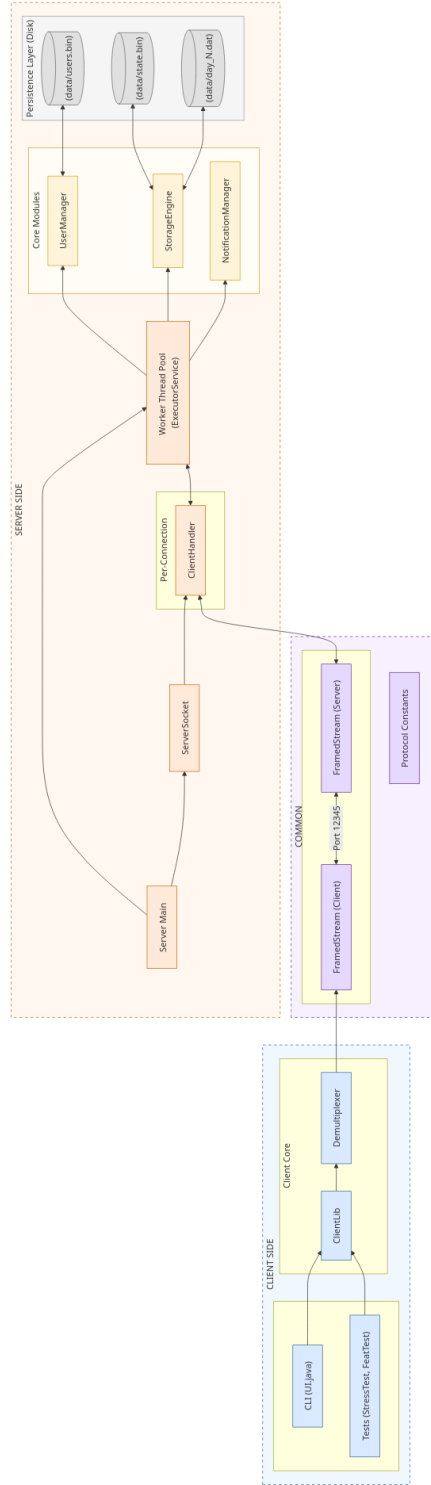 CLIENT SIDE
CLI (UI.java)
Tests (StressTest, FeatTest)
Client Core
ClientLib
Demultiplexer
COMMON
FramedStream (Client)
Port 12345
FramedStream (Server)
Protocol Constants
SERVER SIDE
Server Main
ServerSocket
Per-Connection
ClientHandler
Worker Thread Pool
(ExecutorService)
Core Modules
UserManager
StorageEngine
NotificationManager
Persistence Layer (Disk)
(data/users.bin)
(data/state.bin)
(data/day_N.dat)